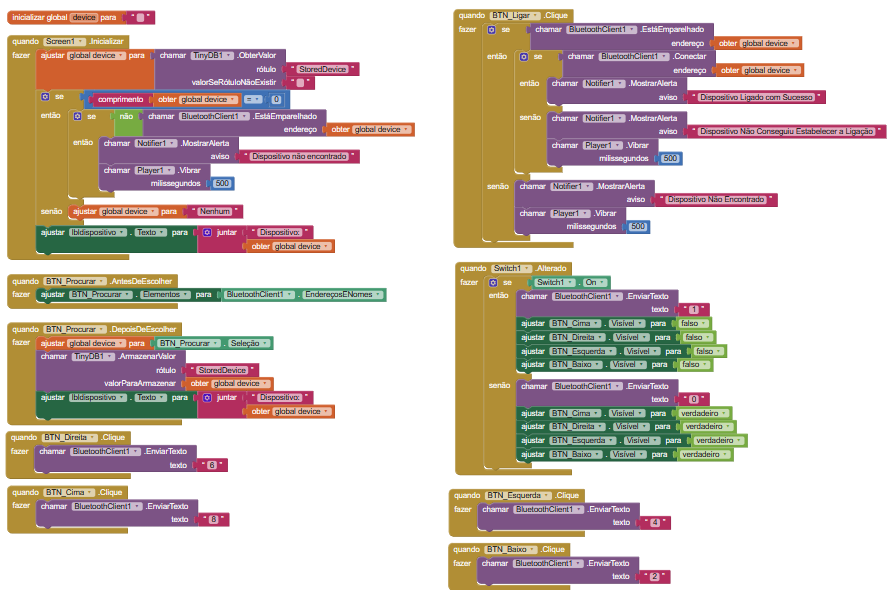 inicializar global device para " "
quando Screen1 .Inicializar
fazer ajustar global device para chamar TinyDB1 .ObterValor
rótulo " StoredDevice "
valorSeRótuloNãoExistir " "
se comprimento obter global device = 0
então se não chamar BluetoothClient1 .EstáEmparelhado
endereço obter global device
então chamar Notifier1 .MostrarAlerta
aviso " Dispositivo não encontrado "
chamar Player1 .Vibrar
milissegundos 500
senão ajustar global device para " Nenhum "
ajustar lbldispositivo . Texto para juntar " Dispositivo: "
obter global device
quando BTN_Procurar .AntesDeEscolher
fazer ajustar BTN_Procurar . Elementos para BluetoothClient1 . EndereçosENomes
quando BTN_Procurar .DepoisDeEscolher
fazer ajustar global device para BTN_Procurar . Seleção
chamar TinyDB1 .ArmazenarValor
rótulo " StoredDevice "
valorParaArmazenar obter global device
ajustar lbldispositivo . Texto para juntar " Dispositivo: "
obter global device
quando BTN_Direita .Clique
fazer chamar BluetoothClient1 .EnviarTexto
texto " 6 "
quando BTN_Cima .Clique
fazer chamar BluetoothClient1 .EnviarTexto
texto " 8 "
quando BTN_Ligar .Clique
fazer se chamar BluetoothClient1 .EstáEmparelhado
endereço obter global device
então se chamar BluetoothClient1 .Conectar
endereço obter global device
então chamar Notifier1 .MostrarAlerta
aviso " Dispositivo Ligado com Sucesso "
senão chamar Notifier1 .MostrarAlerta
aviso " Dispositivo Não Conseguiu Estabelecer a Ligação "
chamar Player1 .Vibrar
milissegundos 500
senão chamar Notifier1 .MostrarAlerta
aviso " Dispositivo Não Encontrado "
chamar Player1 .Vibrar
milissegundos 500
quando Switch1 .Alterado
fazer se Switch1 . On
então chamar BluetoothClient1 .EnviarTexto
texto " 1 "
ajustar BTN_Cima . Visível para falso
ajustar BTN_Direita . Visível para falso
ajustar BTN_Esquerda . Visível para falso
ajustar BTN_Baixo . Visível para falso
senão chamar BluetoothClient1 .EnviarTexto
texto " 0 "
ajustar BTN_Cima . Visível para verdadeiro
ajustar BTN_Direita . Visível para verdadeiro
ajustar BTN_Esquerda . Visível para verdadeiro
ajustar BTN_Baixo . Visível para verdadeiro
quando BTN_Esquerda .Clique
fazer chamar BluetoothClient1 .EnviarTexto
texto " 4 "
quando BTN_Baixo .Clique
fazer chamar BluetoothClient1 .EnviarTexto
texto " 2 "